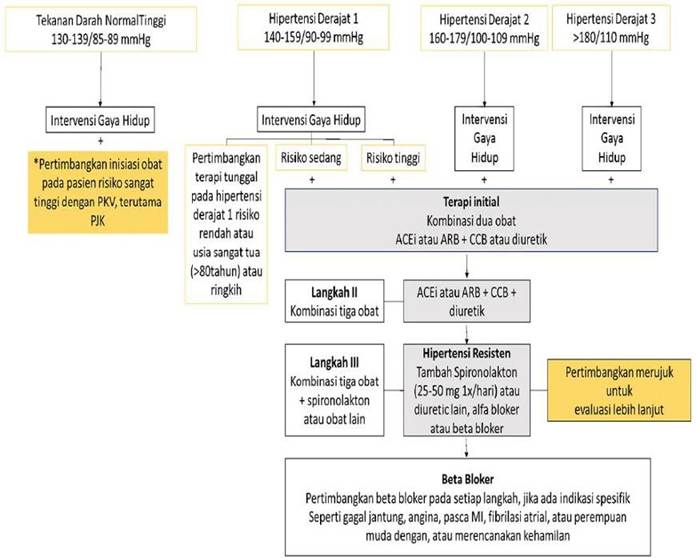 Tekanan Darah NormalTinggi
130-139/85-89 mmHg
Hipertensi Derajat 1
140-159/90-99 mmHg
Hipertensi Derajat 2
160-179/100-109 mmHg
Hipertensi Derajat 3
>180/110 mmHg
Intervensi Gaya Hidup
+
*Pertimbangkan inisiasi obat
pada pasien risiko sangat
tinggi dengan PKV, terutama
PJK
Intervensi Gaya Hidup
Pertimbangkan
terapi tunggal
pada hipertensi
derajat 1 risiko
rendah atau
usia sangat tua
(>80tahun) atau
ringkih
Risiko sedang
+
Risiko tinggi
+
Intervensi
Gaya
Hidup
+
Intervensi
Gaya
Hidup
+
Terapi initial
Kombinasi dua obat
ACEi atau ARB + CCB atau diuretik
Langkah II
Kombinasi tiga obat
ACEi atau ARB + CCB +
diuretik
Langkah III
Kombinasi tiga obat
+ spironolakton
atau obat lain
Hipertensi Resisten
Tambah Spironolakton
(25-50 mg 1x/hari) atau
diuretic lain, alfa bloker
atau beta bloker
Pertimbangkan merujuk
untuk
evaluasi lebih lanjut
Beta Bloker
Pertimbangkan beta bloker pada setiap langkah, jika ada indikasi spesifik
Seperti gagal jantung, angina, pasca MI, fibrilasi atrial, atau perempuan
muda dengan, atau merencanakan kehamilan